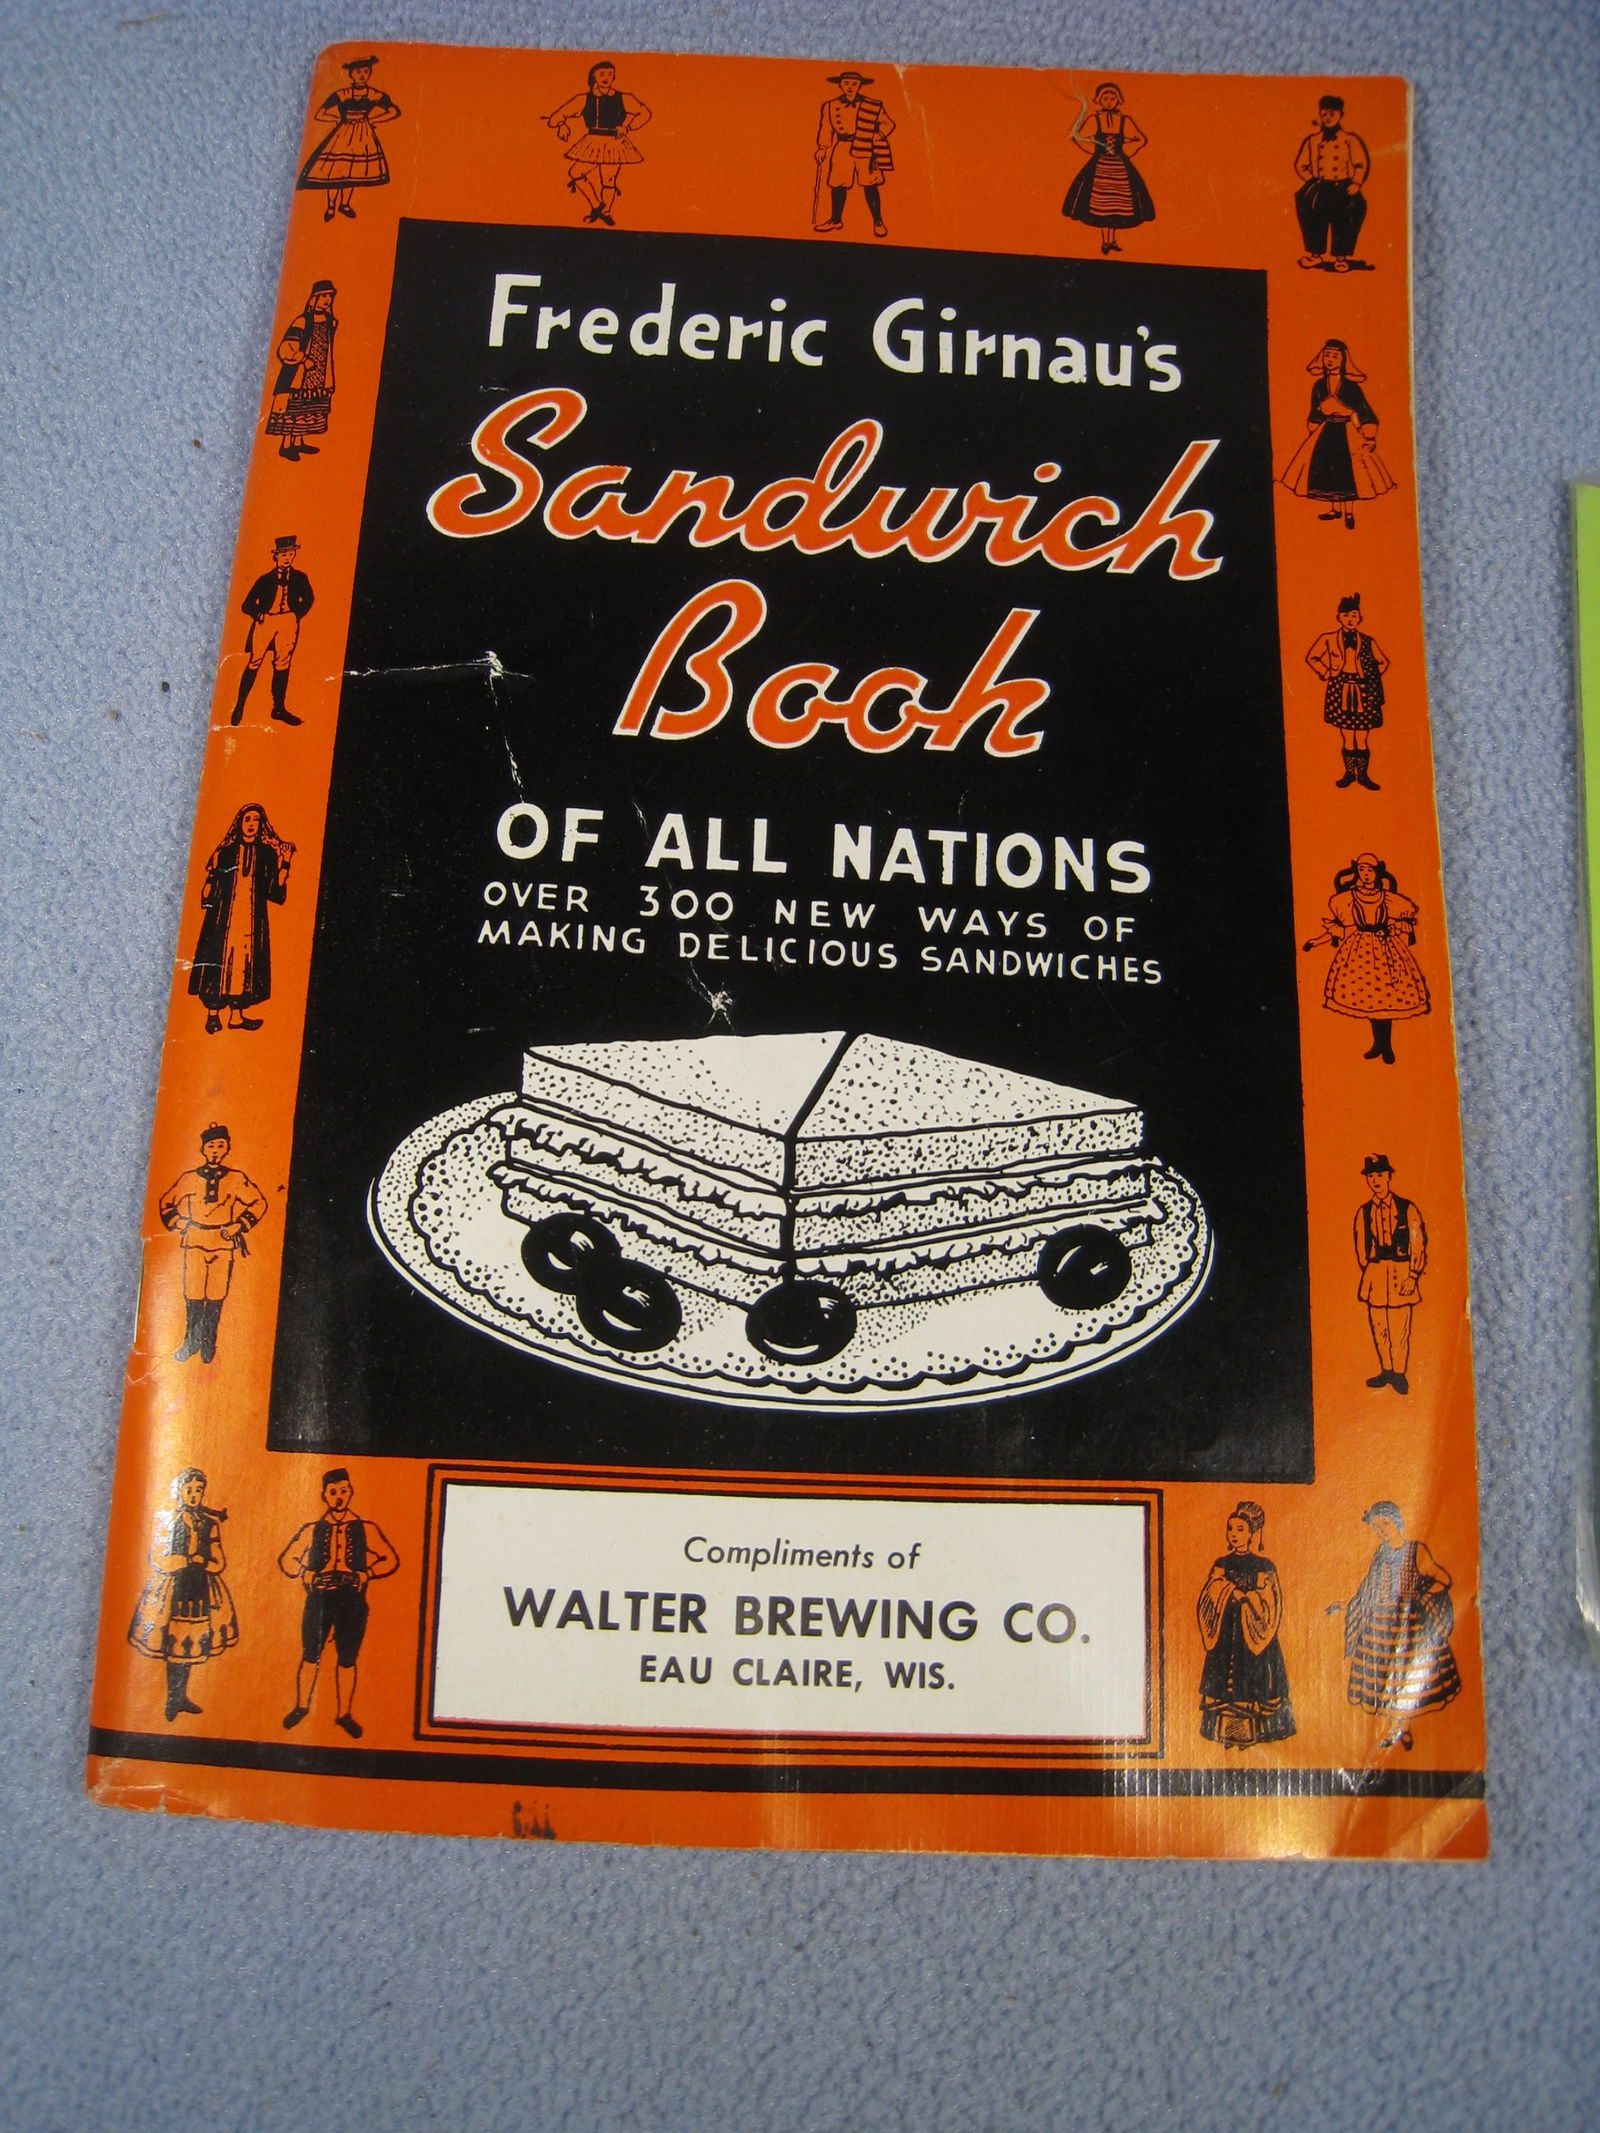 Frederic Girnau's
Sandwich
Book
OF ALL NATIONS
OVER 300 NEW WAYS OF
MAKING DELICIOUS SANDWICHES
Compliments of
WALTER BREWING CO.
EAU CLAIRE, WIS.